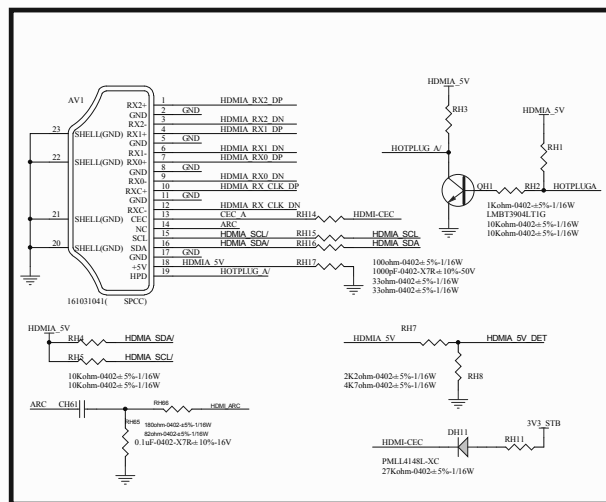 AV1
23 SHELL(GND)
22 SHELL(GND)
21 SHELL(GND)
20 SHELL(GND)
RX2+ 1 HDMIA_RX2_DP
GND 2 GND
RX2- 3 HDMIA_RX2_DN
RX1+ 4 HDMIA_RX1_DP
GND 5 GND
RX1- 6 HDMIA_RX1_DN
RX0+ 7 HDMIA_RX0_DP
GND 8 GND
RX0- 9 HDMIA_RX0_DN
RXC+ 10 HDMIA_RX CLK_DP
GND 11 GND
RXC- 12 HDMIA_RX CLK_DN
CEC 13 CEC_A RH14 HDMI-CEC
NC 14 ARC
SCL 15 HDMIA_SCL/ RH15 HDMIA_SCL
SDA 16 HDMIA_SDA/ RH16 HDMIA_SDA
GND 17 GND
+5V 18 HDMIA_5V RH17
HPD 19 HOTPLUG_A/
161030141( SPCC)
100ohm-0402±5%-1/16W
1000pF-0402-X7R±10%-50V
33ohm-0402±5%-1/16W
33ohm-0402±5%-1/16W
HDMIA_5V
RH3
HDMIA_5V
RH1
HOTPLUG_A/
QH1 RH2 HOTPLUGA
1Kohm-0402±5%-1/16W
LMBT3904LT1G
10Kohm-0402±5%-1/16W
10Kohm-0402±5%-1/16W
HDMIA_5V
RH4 HDMIA_SDA/
RH5 HDMIA_SCL/
10Kohm-0402±5%-1/16W
10Kohm-0402±5%-1/16W
HDMIA_5V RH7 HDMIA_5V_DET
RH8
2K2ohm-0402±5%-1/16W
4K7ohm-0402±5%-1/16W
ARC CH61 RH66 HDMI_ARC
RH65
180ohm-0402±5%-1/16W
82ohm-0402±5%-1/16W
0.1uF-0402-X7R±10%-16V
HDMI-CEC DH11 RH11 3V3_STB
PMLL4148L-XC
27Kohm-0402±5%-1/16W